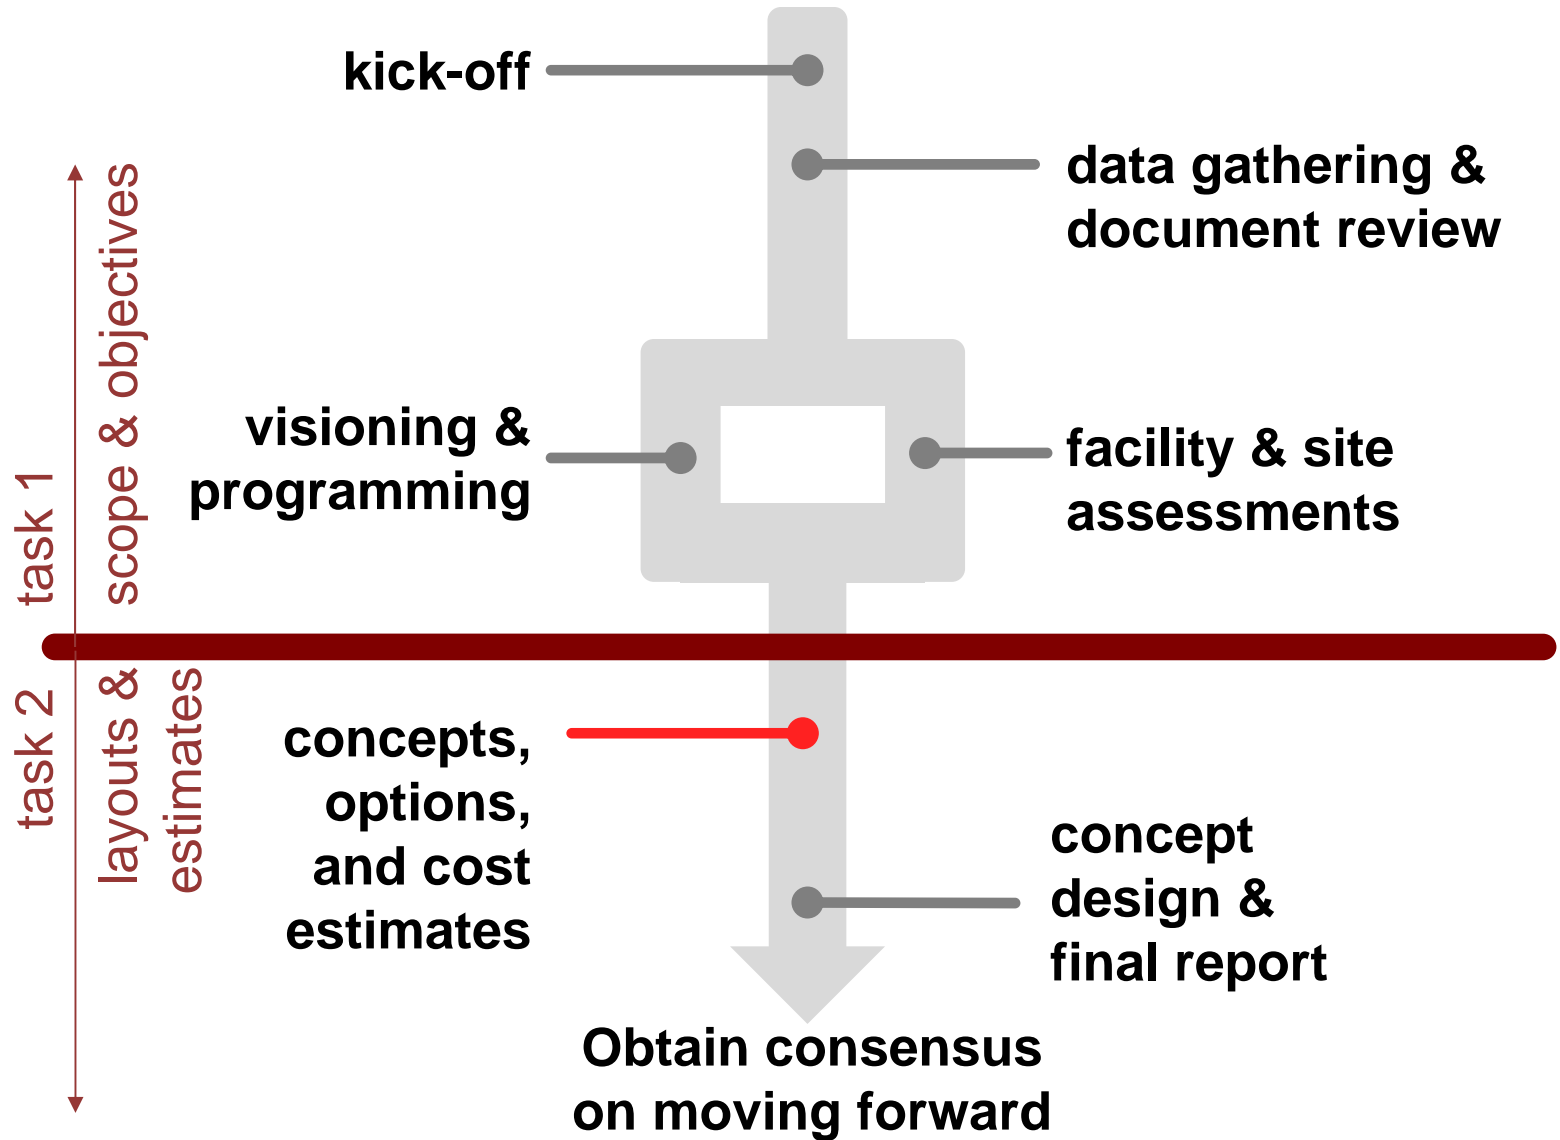 kick-off
data gathering &
document review
task 1
scope & objectives
visioning &
programming
facility & site
assessments
task 2
layouts &
estimates
concepts,
options,
and cost
estimates
concept
design &
final report
Obtain consensus
on moving forward